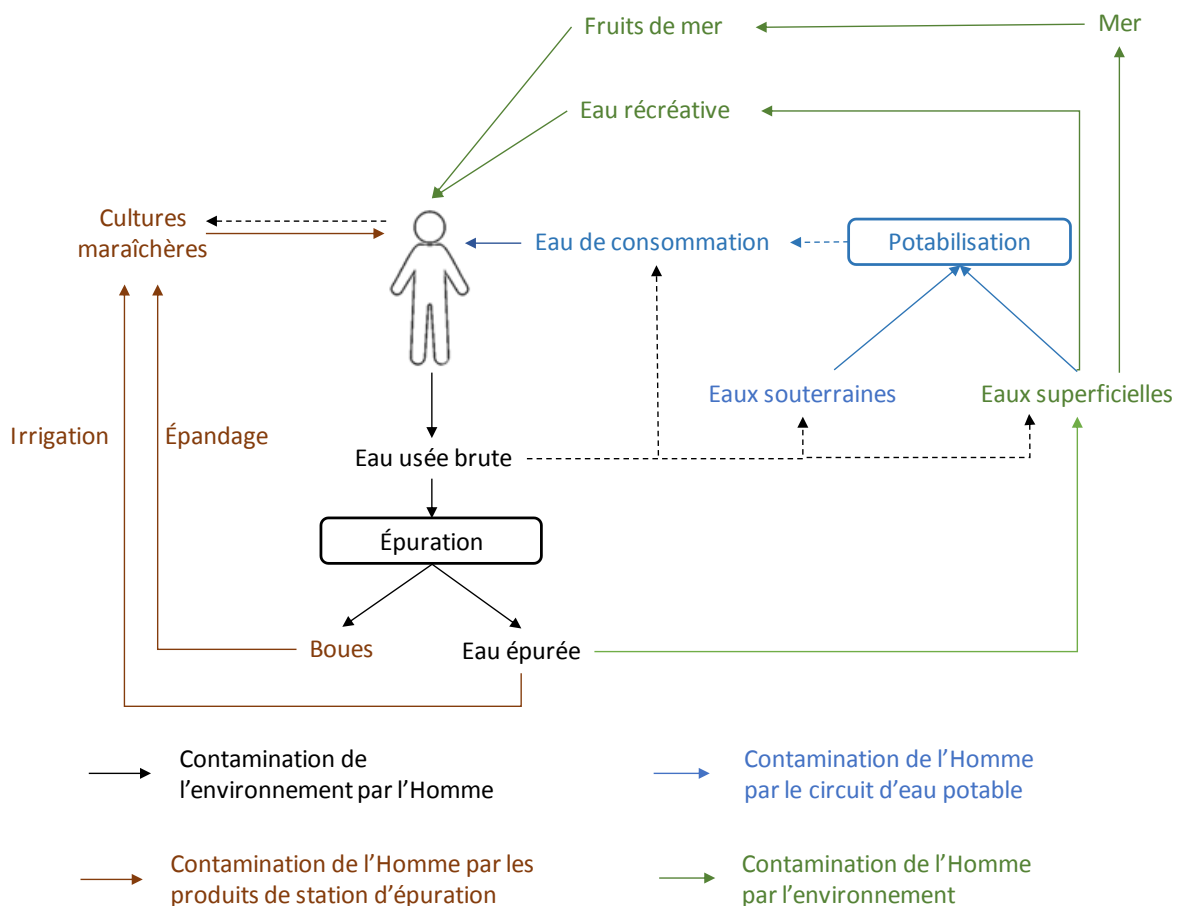 Fruits de mer
Mer
Eau récréative
Cultures
maraîchères
Eau de consommation
Potabilisation
Eaux souterraines
Eaux superficielles
Irrigation
Épandage
Eau usée brute
Épuration
Boues
Eau épurée
Contamination de
l’environnement par l’Homme
Contamination de l’Homme
par le circuit d’eau potable
Contamination de l’Homme par les
produits de station d’épuration
Contamination de l’Homme
par l’environnement